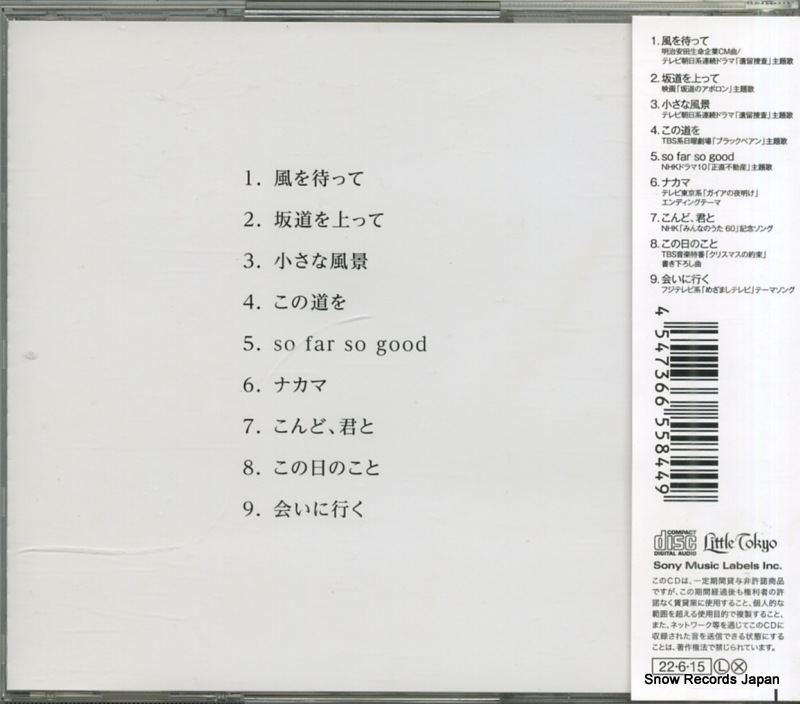 1. 風を待って
2. 坂道を上って
3. 小さな風景
4. この道を
5. so far so good
6. ナカマ
7. こんど、君と
8. この日のこと
9. 会いに行く
1. 風を待って
明治安田生命企業CM曲/
テレビ朝日系連続ドラマ「遺留捜査」主題歌
2. 坂道を上って
映画「坂道のアポロン」主題歌
3. 小さな風景
テレビ朝日系連続ドラマ「遺留捜査」主題歌
4. この道を
TBS系日曜劇場「ブラックペアン」主題歌
5. so far so good
NHKドラマ10「正直不動産」主題歌
6. ナカマ
テレビ東京系「ガイアの夜明け」
エンディングテーマ
7. こんど、君と
NHK「みんなのうた 60」記念ソング
8. この日のこと
TBS音楽特番「クリスマスの約束」
書き下ろし曲
9. 会いに行く
フジテレビ系「めざましテレビ」テーマソング
4 547366 558449
COMPACT disc DIGITAL AUDIO
Little Tokyo
Sony Music Labels Inc.
このCDは、一定期間貸与非許諾商品
ですが、この期間経過後も権利者の許
諾なく賃貸業に使用すること、個人的な
範囲を超える使用目的で複製すること、
また、ネットワーク等を通じてこのCDに
収録された音を送信できる状態にする
ことは、著作権法で禁じられています。
22・6・15 Ⓛ Ⓧ
Snow Records Japan